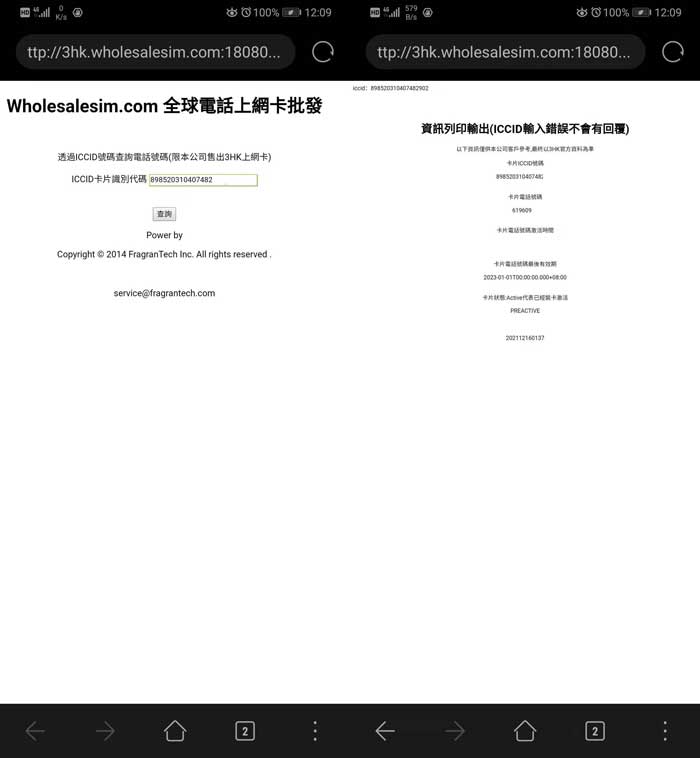 HD 4G 0 K/s 100% 12:09
ttp://3hk.wholesalesim.com:18080...
Wholesalesim.com 全球電話上網卡批發
透過ICCID號碼查詢電話號碼(限本公司售出3HK上網卡)
ICCID卡片識別代碼 898520310407482
查詢
Power by
Copyright © 2014 FragranTech Inc. All rights reserved .
service@fragrantech.com
2
HD 4G 579 B/s 100% 12:09
ttp://3hk.wholesalesim.com:18080...
iccid: 898520310407482902
資訊列印輸出(ICCID輸入錯誤不會有回覆)
以下資訊僅供本公司客戶參考,最終以3HK官方資料為準
卡片ICCID號碼
898520310407482
卡片電話號碼
619609
卡片電話號碼激活時間
卡片電話號碼最後有效期
2023-01-01T00:00:00.000+08:00
卡片狀態:Active代表已經裝卡激活
PREACTIVE
202112160137
2